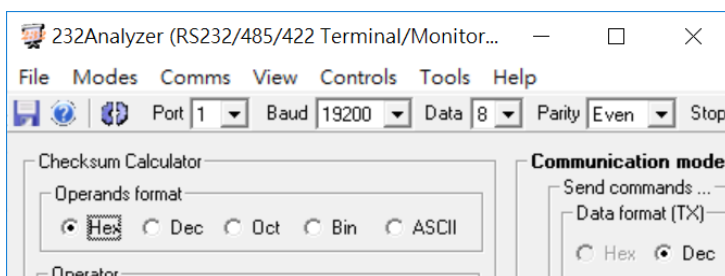 232Analyzer (RS232/485/422 Terminal/Monitor...
File Modes Comms View Controls Tools Help
Port 1 Baud 19200 Data 8 Parity Even Stop
Checksum Calculator
Operands format
Hex Dec Oct Bin ASCII
Operator
Communication mode
Send commands ...
Data format (TX)
Hex Dec